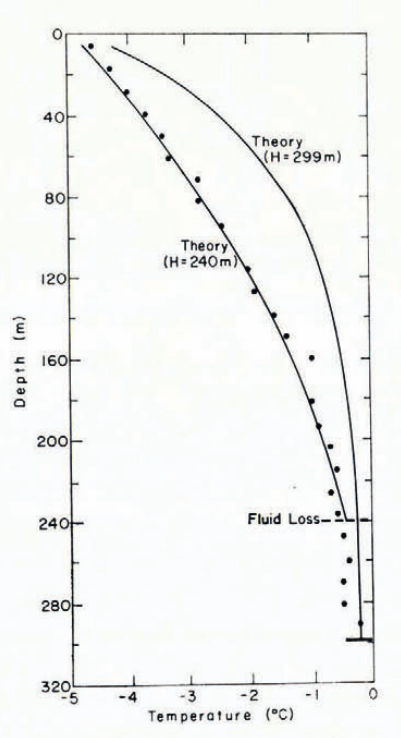 0
40
80
120
160
200
240
280
320
Depth (m)
Theory
(H=299m)
Theory
(H=240m)
Fluid Loss
-5 -4 -3 -2 -1 0
Temperature (°C)